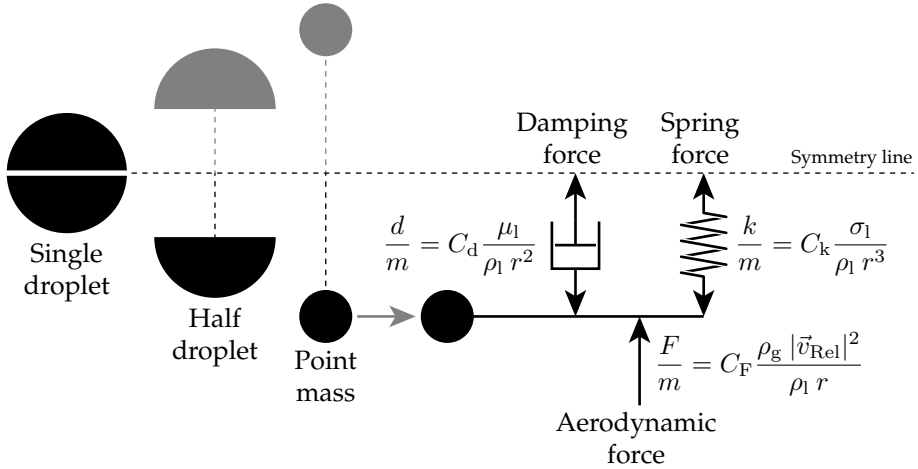 Damping
force
Spring
force
Symmetry line
Single
droplet
d/m = C_d μ_l/(ρ_l r^2)
k/m = C_k σ_l/(ρ_l r^3)
Half
droplet
Point
mass
F/m = C_F ρ_g |v⃗_Rel|^2/(ρ_l r)
Aerodynamic
force